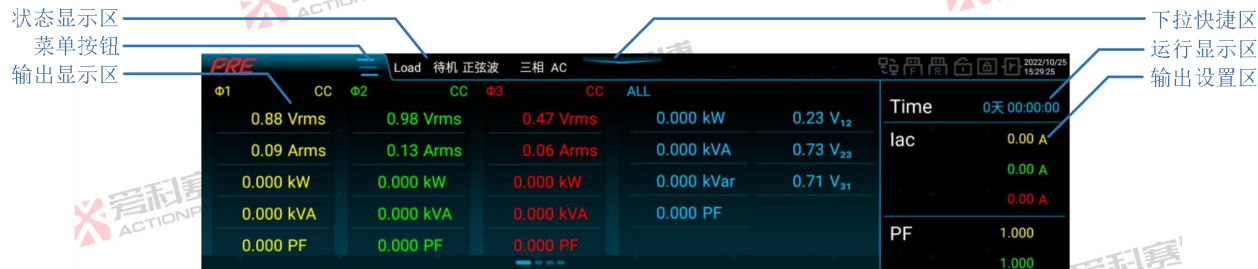 状态显示区
菜单按钮
输出显示区
下拉快捷区
运行显示区
输出设置区
PRE
Load 待机 正弦波 三相 AC
2022/10/25
15:29:25
Φ1 CC Φ2 CC Φ3 CC ALL
0.88 Vrms 0.98 Vrms 0.47 Vrms 0.000 kW 0.23 V₁₂
0.09 Arms 0.13 Arms 0.06 Arms 0.000 kVA 0.73 V₂₃
0.000 kW 0.000 kW 0.000 kW 0.000 kVar 0.71 V₃₁
0.000 kVA 0.000 kVA 0.000 kVA 0.000 PF
0.000 PF 0.000 PF 0.000 PF
Time 0天 00:00:00
Iac 0.00 A
0.00 A
0.00 A
PF 1.000
1.000
爱科赛